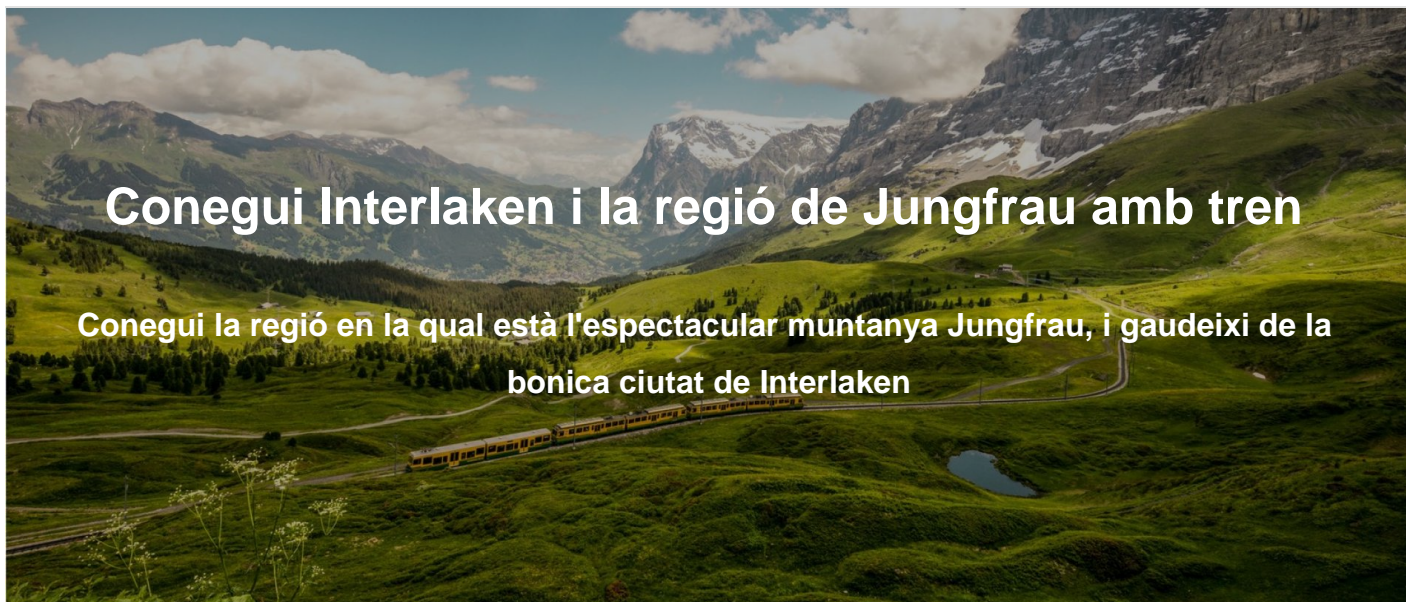 Conegui Interlaken i la regió de Jungfrau amb tren
Conegui la regió en la qual està l'espectacular muntanya Jungfrau, i gaudeixi de la
bonica ciutat de Interlaken